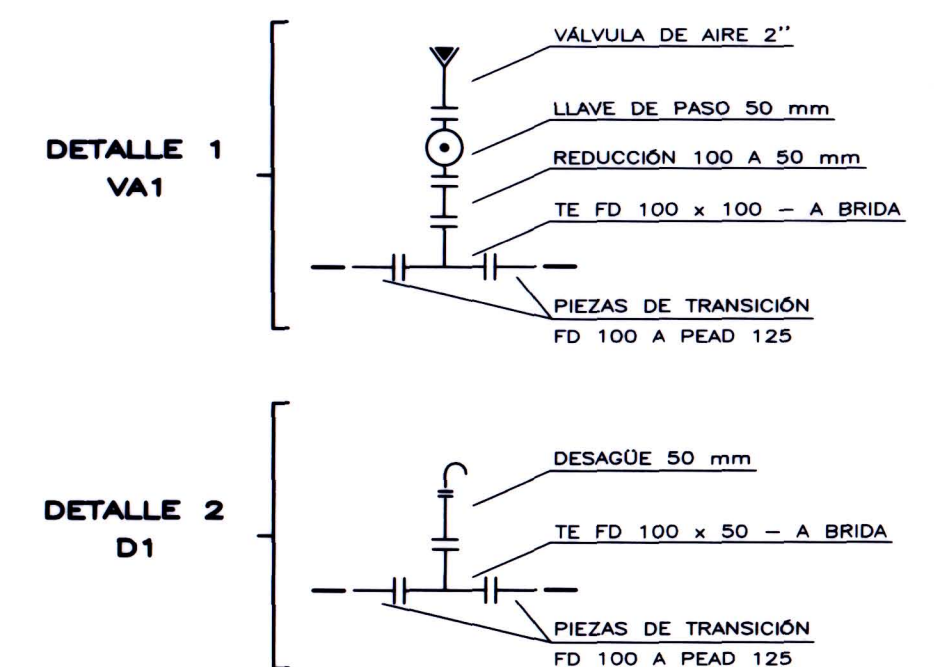 DETALLE 1
VA1
VÁLVULA DE AIRE 2''
LLAVE DE PASO 50 mm
REDUCCIÓN 100 A 50 mm
TE FD 100 x 100 – A BRIDA
PIEZAS DE TRANSICIÓN
FD 100 A PEAD 125
DETALLE 2
D1
DESAGÜE 50 mm
TE FD 100 x 50 – A BRIDA
PIEZAS DE TRANSICIÓN
FD 100 A PEAD 125